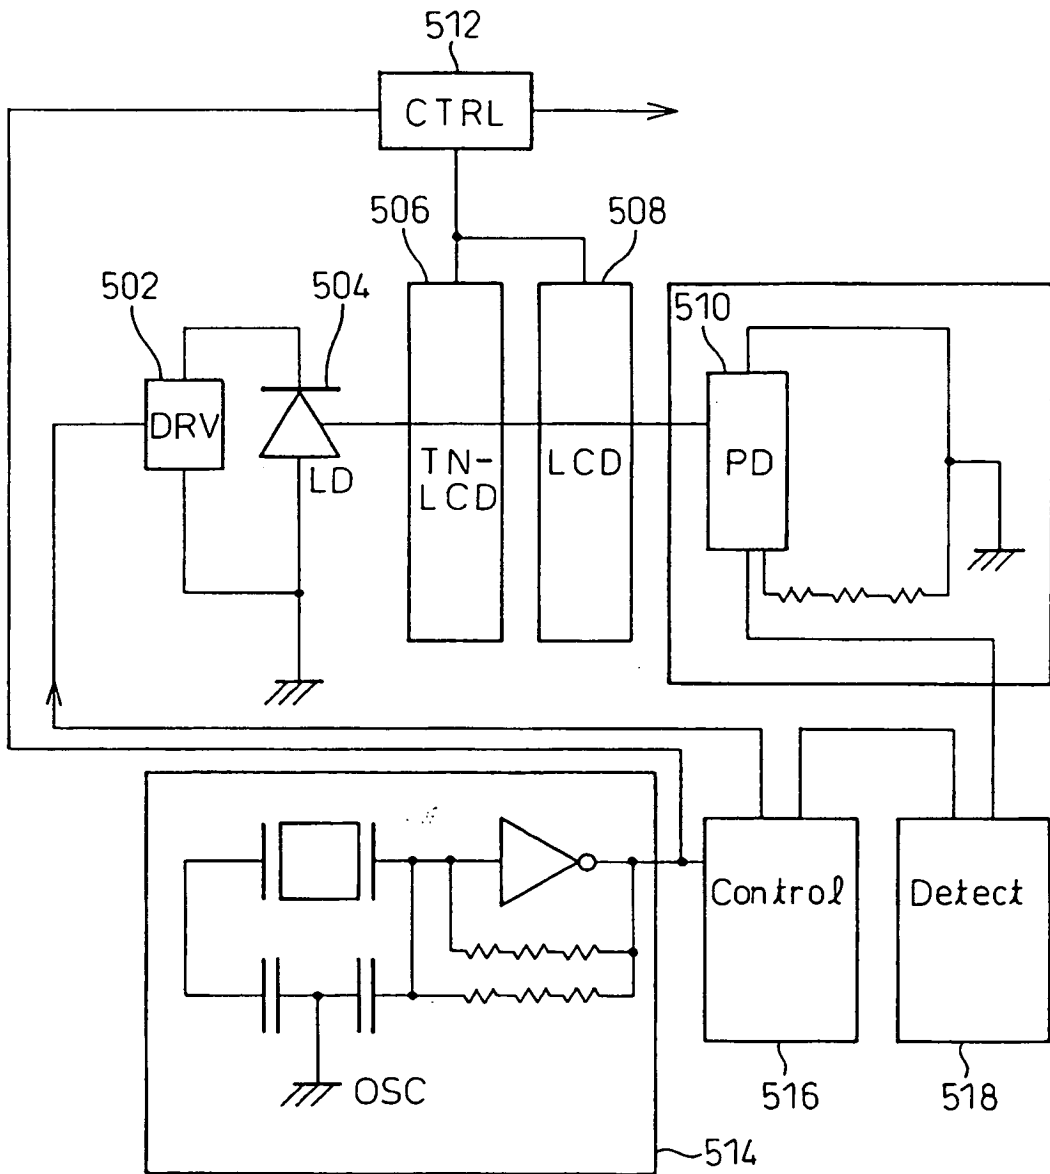 512
CTRL
506
508
502
504
510
DRV
LD
TN-
LCD
LCD
PD
Control
Detect
OSC
516
518
514